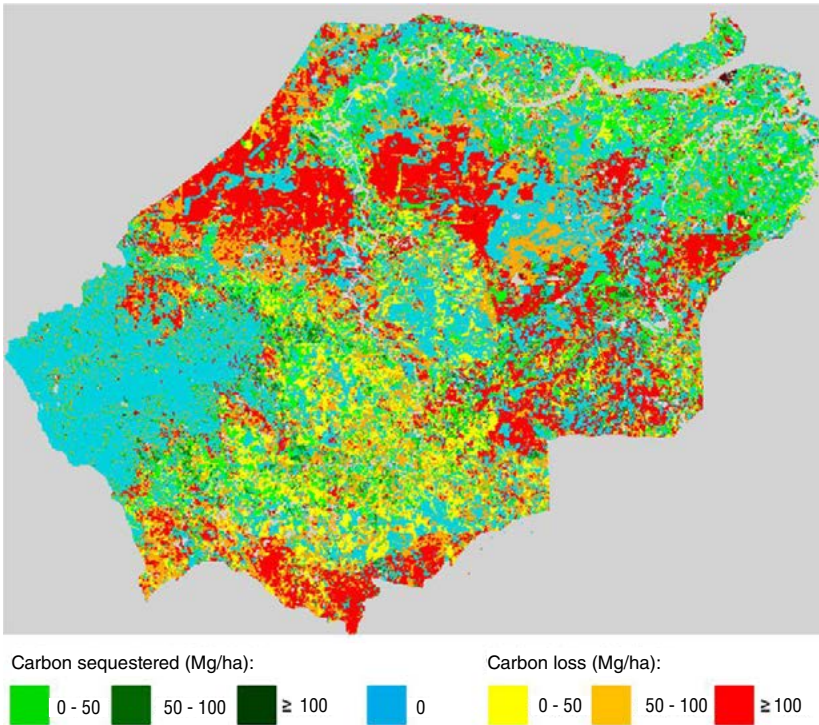 Carbon sequestered (Mg/ha): Carbon loss (Mg/ha):
0 - 50 50 - 100 ≥ 100 0 0 - 50 50 - 100 ≥100